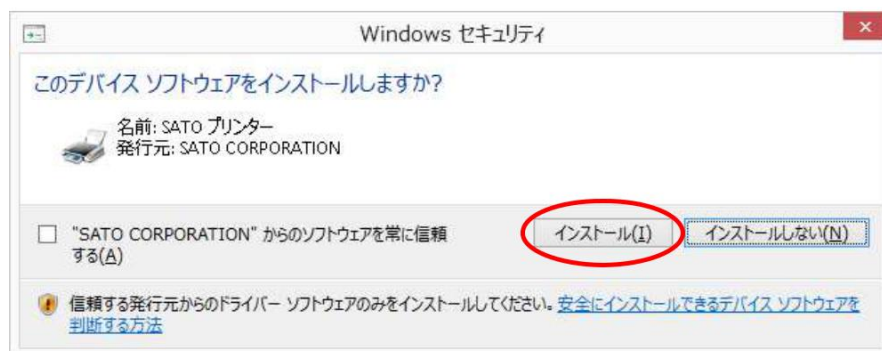 Windows セキュリティ
このデバイス ソフトウェアをインストールしますか?
名前: SATO プリンター
発行元: SATO CORPORATION
"SATO CORPORATION" からのソフトウェアを常に信頼
する(A)
インストール(I)
インストールしない(N)
信頼する発行元からのドライバー ソフトウェアのみをインストールしてください。安全にインストールできるデバイス ソフトウェアを
判断する方法